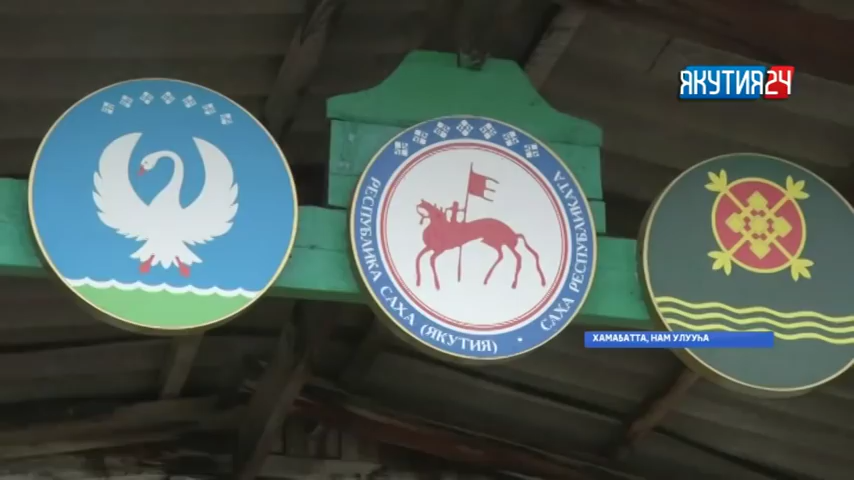 ЯКУТИЯ24
РЕСПУБЛИКА САХА (ЯКУТИЯ) • САХА РЕСПУБЛИКАТА
ХАМАҔАТТА, НАМ УЛУУҺА